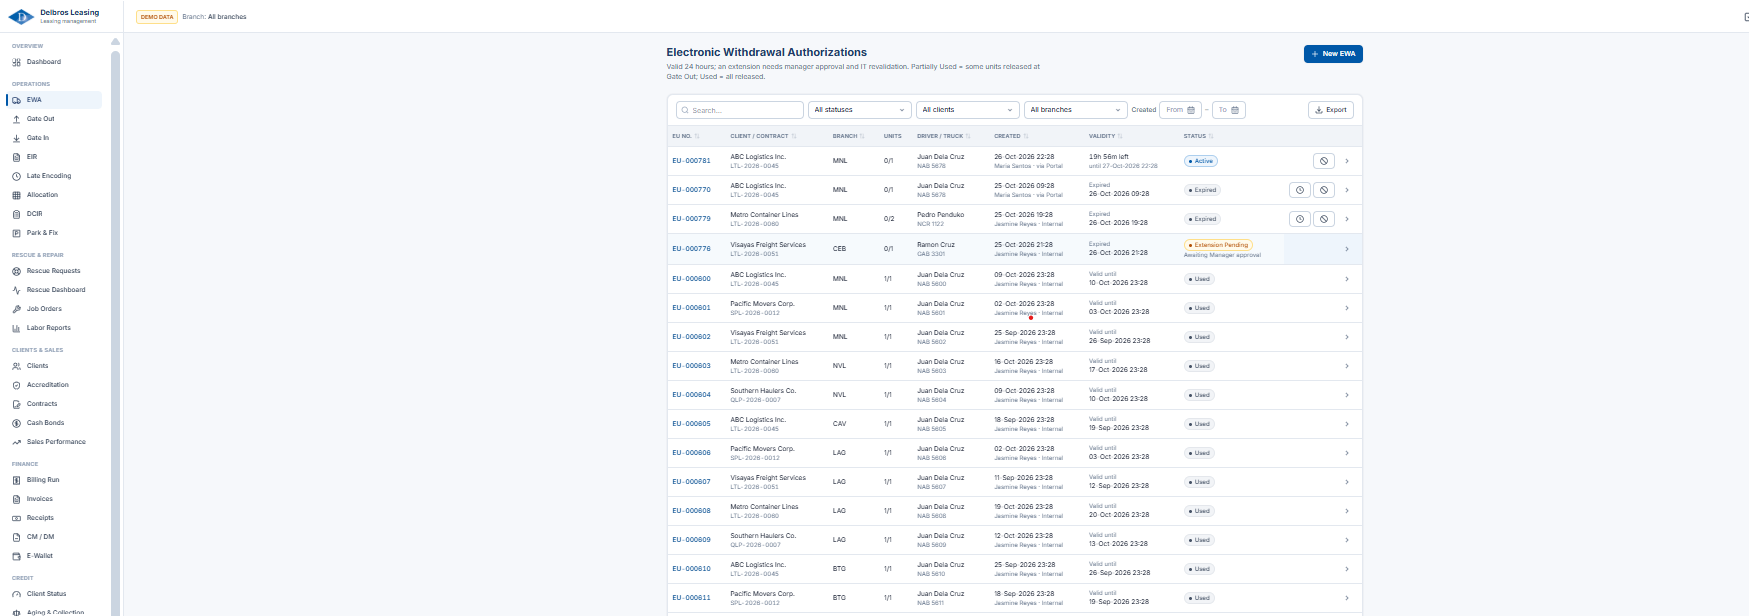 Delbros Leasing
Leasing management
DEMO DATA Branch: All branches
OVERVIEW
Dashboard
OPERATIONS
EWA
Gate Out
Gate In
EIR
Late Encoding
Allocation
DCIR
Park & Fix
RESCUE & REPAIR
Rescue Requests
Rescue Dashboard
Job Orders
Labor Reports
CLIENTS & SALES
Clients
Accreditation
Contracts
Cash Bonds
Sales Performance
FINANCE
Billing Run
Invoices
Receipts
CM / DM
E-Wallet
CREDIT
Client Status
Aging & Collection
Electronic Withdrawal Authorizations
+ New EWA
Valid 24 hours; an extension needs manager approval and IT revalidation. Partially Used = some units released at
Gate Out; Used = all released.
Search... All statuses All clients All branches Created From – To Export
EU NO. CLIENT / CONTRACT BRANCH UNITS DRIVER / TRUCK CREATED VALIDITY STATUS
EU-000781 ABC Logistics Inc. MNL 0/1 Juan Dela Cruz 26-Oct-2026 22:28 19h 56m left Active
LTL-2026-0045 NAB 5678 Maria Santos · via Portal until 27-Oct-2026 22:28
EU-000770 ABC Logistics Inc. MNL 0/1 Juan Dela Cruz 25-Oct-2026 09:28 Expired Expired
LTL-2026-0045 NAB 5678 Maria Santos · via Portal 26-Oct-2026 09:28
EU-000779 Metro Container Lines MNL 0/2 Pedro Penduko 25-Oct-2026 19:28 Expired Expired
LTL-2026-0060 NCR 1122 Jasmine Reyes · Internal 26-Oct-2026 19:28
EU-000776 Visayas Freight Services CEB 0/1 Ramon Cruz 25-Oct-2026 21:28 Expired Extension Pending
LTL-2026-0051 GAB 3301 Jasmine Reyes · Internal 26-Oct-2026 21:28 Awaiting Manager approval
EU-000600 ABC Logistics Inc. MNL 1/1 Juan Dela Cruz 09-Oct-2026 23:28 Valid until Used
LTL-2026-0045 NAB 5600 Jasmine Reyes · Internal 10-Oct-2026 23:28
EU-000601 Pacific Movers Corp. MNL 1/1 Juan Dela Cruz 02-Oct-2026 23:28 Valid until Used
SPL-2026-0012 NAB 5601 Jasmine Reyes · Internal 03-Oct-2026 23:28
EU-000602 Visayas Freight Services MNL 1/1 Juan Dela Cruz 25-Sep-2026 23:28 Valid until Used
LTL-2026-0051 NAB 5602 Jasmine Reyes · Internal 26-Sep-2026 23:28
EU-000603 Metro Container Lines NVL 1/1 Juan Dela Cruz 16-Oct-2026 23:28 Valid until Used
LTL-2026-0060 NAB 5603 Jasmine Reyes · Internal 17-Oct-2026 23:28
EU-000604 Southern Haulers Co. NVL 1/1 Juan Dela Cruz 09-Oct-2026 23:28 Valid until Used
QLP-2026-0007 NAB 5604 Jasmine Reyes · Internal 10-Oct-2026 23:28
EU-000605 ABC Logistics Inc. CAV 1/1 Juan Dela Cruz 18-Sep-2026 23:28 Valid until Used
LTL-2026-0045 NAB 5605 Jasmine Reyes · Internal 19-Sep-2026 23:28
EU-000606 Pacific Movers Corp. LAG 1/1 Juan Dela Cruz 02-Oct-2026 23:28 Valid until Used
SPL-2026-0012 NAB 5606 Jasmine Reyes · Internal 03-Oct-2026 23:28
EU-000607 Visayas Freight Services LAG 1/1 Juan Dela Cruz 11-Sep-2026 23:28 Valid until Used
LTL-2026-0051 NAB 5607 Jasmine Reyes · Internal 12-Sep-2026 23:28
EU-000608 Metro Container Lines LAG 1/1 Juan Dela Cruz 19-Oct-2026 23:28 Valid until Used
LTL-2026-0060 NAB 5608 Jasmine Reyes · Internal 20-Oct-2026 23:28
EU-000609 Southern Haulers Co. LAG 1/1 Juan Dela Cruz 12-Oct-2026 23:28 Valid until Used
QLP-2026-0007 NAB 5609 Jasmine Reyes · Internal 13-Oct-2026 23:28
EU-000610 ABC Logistics Inc. BTG 1/1 Juan Dela Cruz 25-Sep-2026 23:28 Valid until Used
LTL-2026-0045 NAB 5610 Jasmine Reyes · Internal 26-Sep-2026 23:28
EU-000611 Pacific Movers Corp. BTG 1/1 Juan Dela Cruz 18-Sep-2026 23:28 Valid until Used
SPL-2026-0012 NAB 5611 Jasmine Reyes · Internal 19-Sep-2026 23:28